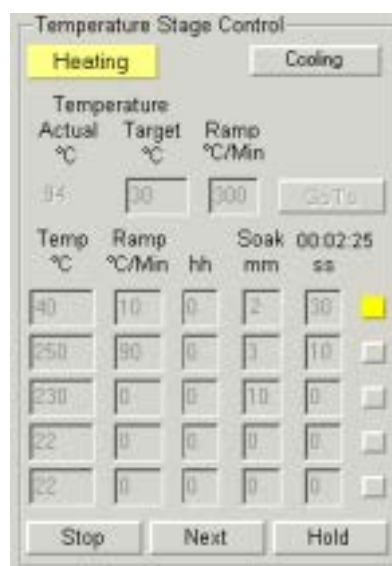 Temperature Stage Control
Heating Cooling
Temperature
Actual Target Ramp
°C °C °C/Min
94 30 300 GoTo
Temp Ramp Soak 00:02:25
°C °C/Min hh mm ss
40 10 0 2 30
250 90 0 3 10
230 0 0 10 0
22 0 0 0 0
22 0 0 0 0
Stop Next Hold